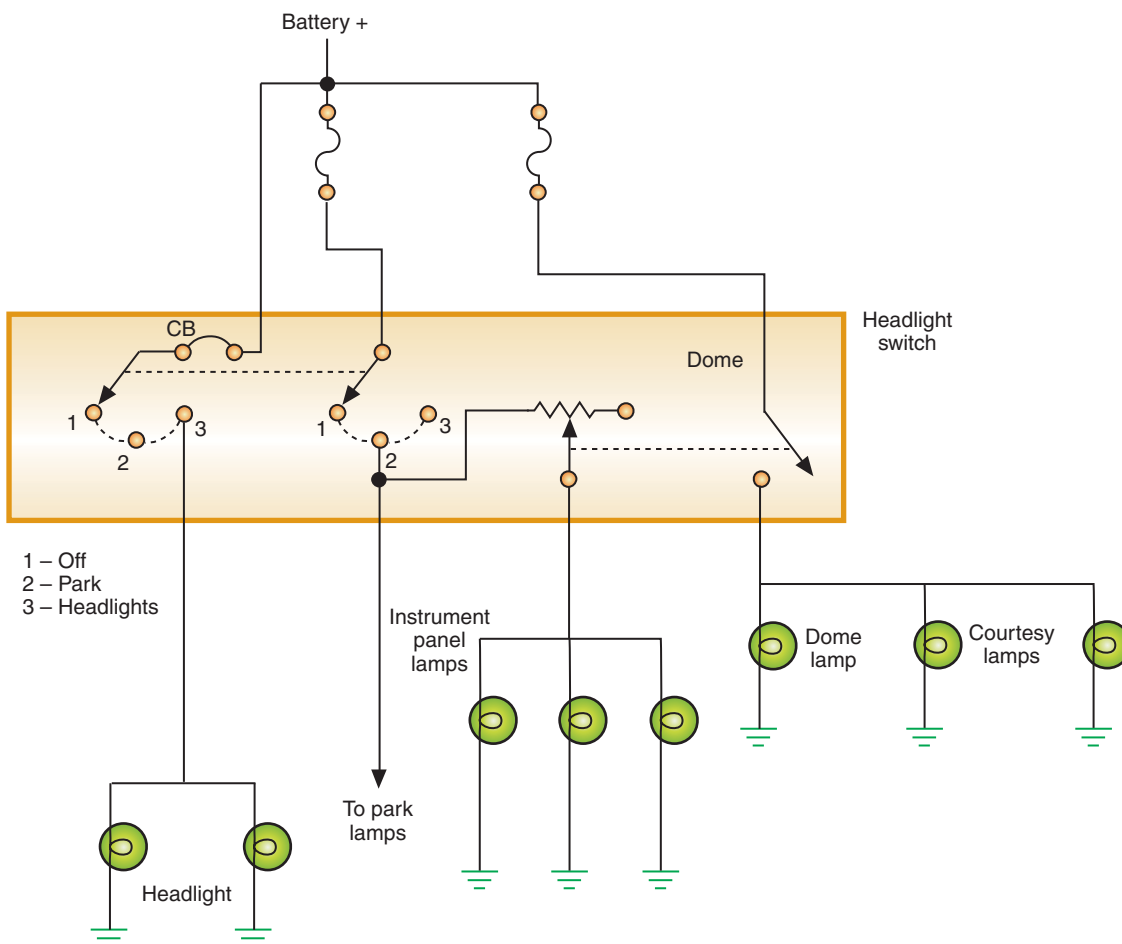 Battery +
Headlight
switch
CB
Dome
1
2
3
1
2
3
1 – Off
2 – Park
3 – Headlights
Instrument
panel
lamps
Dome
lamp
Courtesy
lamps
To park
lamps
Headlight